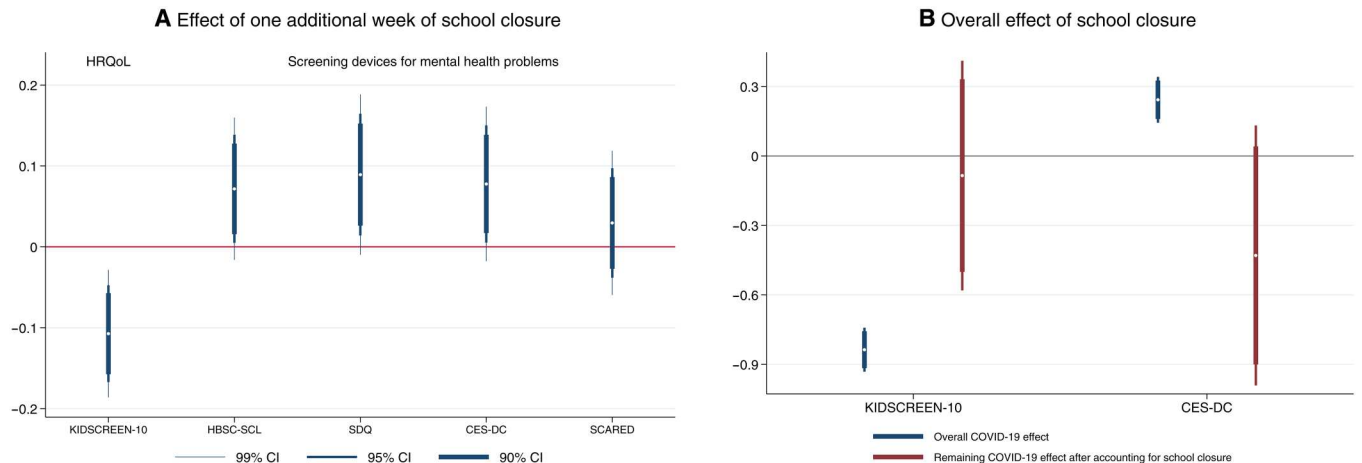 A Effect of one additional week of school closure
HRQoL
Screening devices for mental health problems
0.2
0.1
0
−0.1
−0.2
KIDSCREEN-10
HBSC-SCL
SDQ
CES-DC
SCARED
99% CI
95% CI
90% CI
B Overall effect of school closure
0.3
0
−0.3
−0.6
−0.9
KIDSCREEN-10
CES-DC
Overall COVID-19 effect
Remaining COVID-19 effect after accounting for school closure